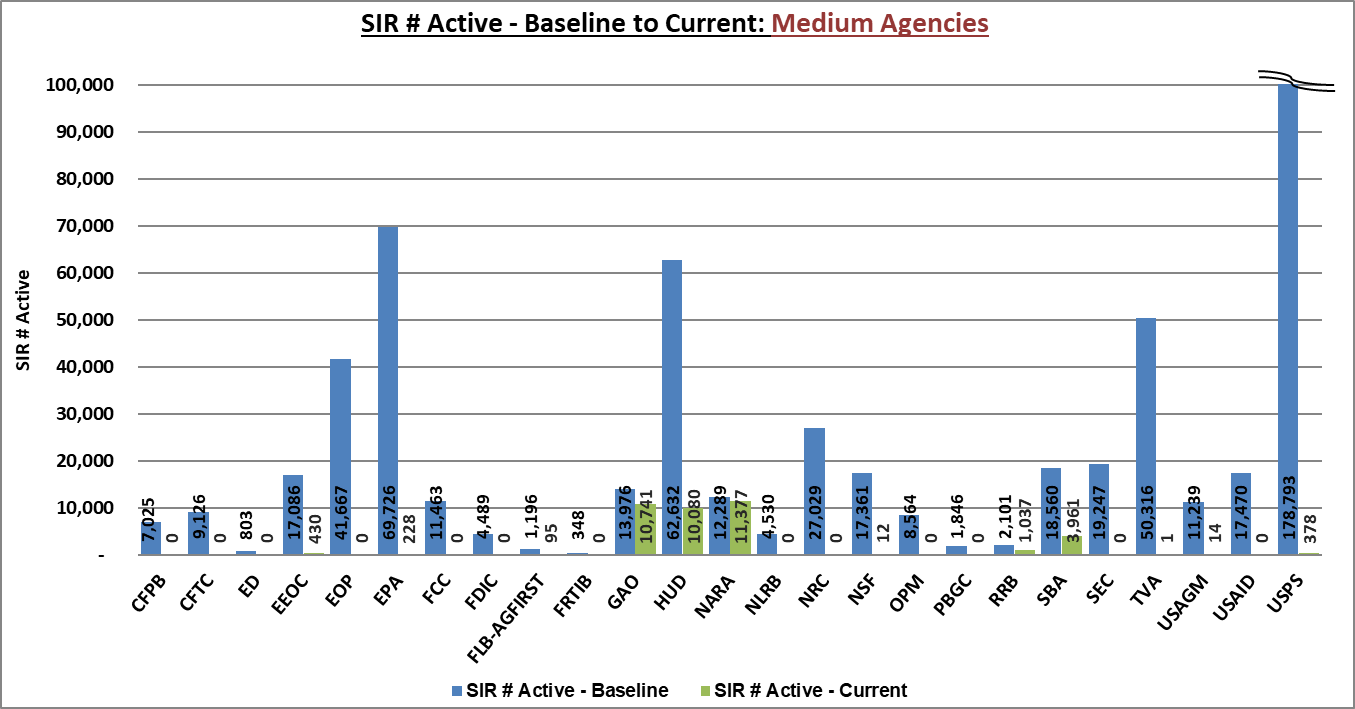 SIR # Active - Baseline to Current: Medium Agencies
SIR # Active
100,000
90,000
80,000
70,000
60,000
50,000
40,000
30,000
20,000
10,000
-
7,025 0 9,126 0 803 0 17,086 430 41,667 0 69,726 228 11,463 0 4,489 0 1,196 95 348 0 13,976 10,741 62,632 10,080 12,289 11,377 4,530 0 27,029 0 17,361 12 8,564 0 1,846 0 2,101 1,037 18,560 3,961 19,247 0 50,316 1 11,239 14 17,470 0 178,793 378
CFPB CFTC ED EEOC EOP EPA FCC FDIC FLB-AGFIRST FRTIB GAO HUD NARA NLRB NRC NSF OPM PBGC RRB SBA SEC TVA USAGM USAID USPS
SIR # Active - Baseline SIR # Active - Current